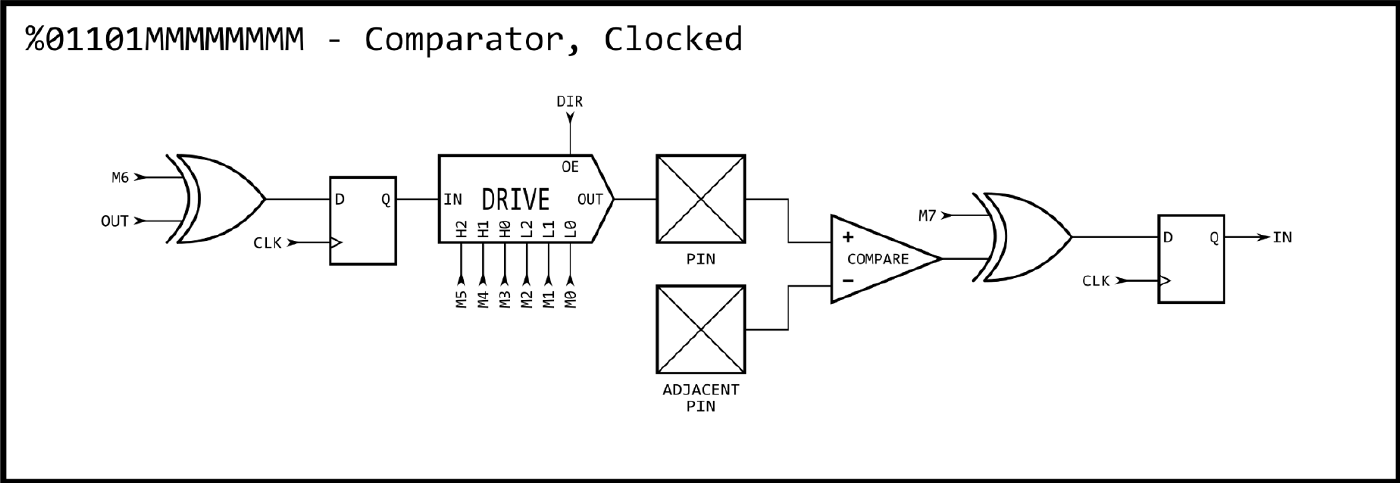 %01101MMMMMMMM - Comparator, Clocked
DIR
M6
OUT
D
Q
CLK
IN
DRIVE
OE
OUT
H2
H1
H0
L2
L1
L0
M5
M4
M3
M2
M1
M0
PIN
ADJACENT
PIN
+
COMPARE
−
M7
D
Q
CLK
IN